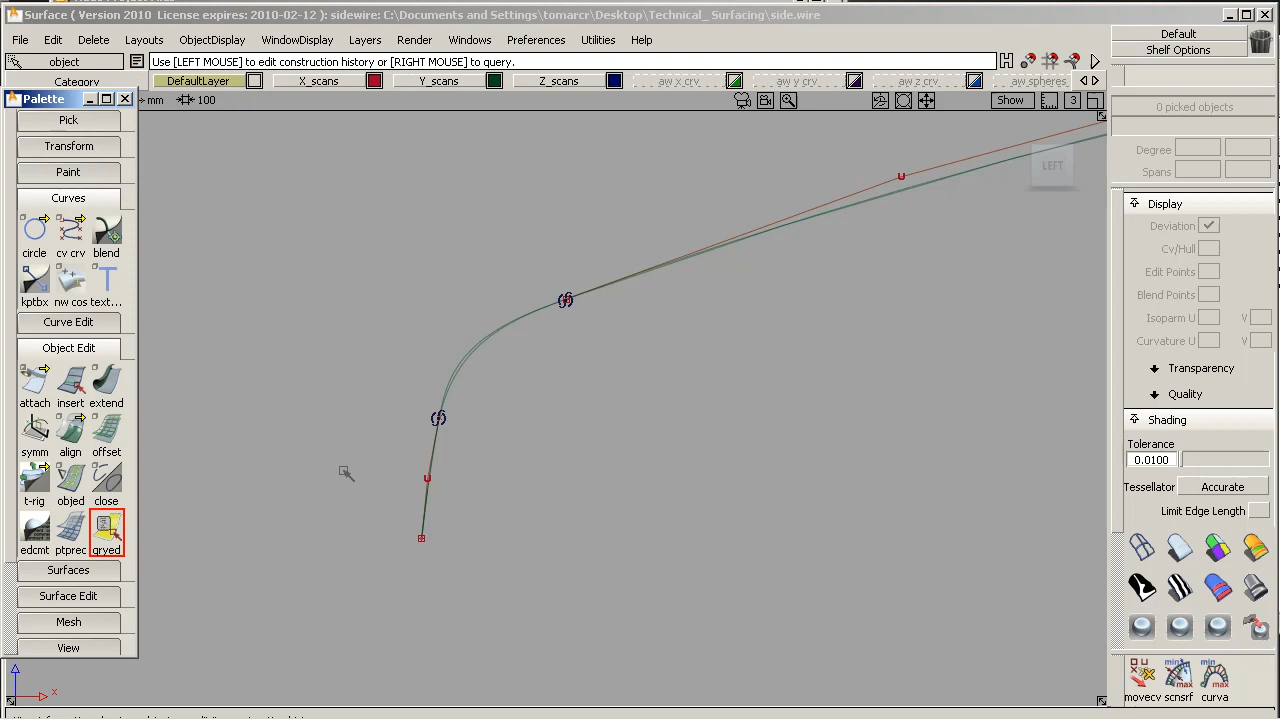 Surface ( Version 2010  License expires: 2010-02-12 ): sidewire: C:\Documents and Settings\tomarcr\Desktop\Technical_ Surfacing\side.wire
File Edit Delete Layouts ObjectDisplay WindowDisplay Layers Render Windows Preferences Utilities Help
Default
Shelf Options
object
Use [LEFT MOUSE] to edit construction history or [RIGHT MOUSE] to query.
Category DefaultLayer X_scans Y_scans Z_scans aw x crv aw y crv aw z crv aw spheres
Palette
mm 100 Show 3
Pick
Transform
Paint
Curves
circle cv crv blend
kptbx nw cos text...
Curve Edit
Object Edit
attach insert extend
symm align offset
t-rig objed close
edcmt ptprec qryed
Surfaces
Surface Edit
Mesh
View
LEFT
0 picked objects
Degree
Spans
Display
Deviation
Cv/Hull
Edit Points
Blend Points
Isoparm U V
Curvature U V
Transparency
Quality
Shading
Tolerance
0.0100
Tessellator Accurate
Limit Edge Length
min max min
max
movecv scnsrf curva
x